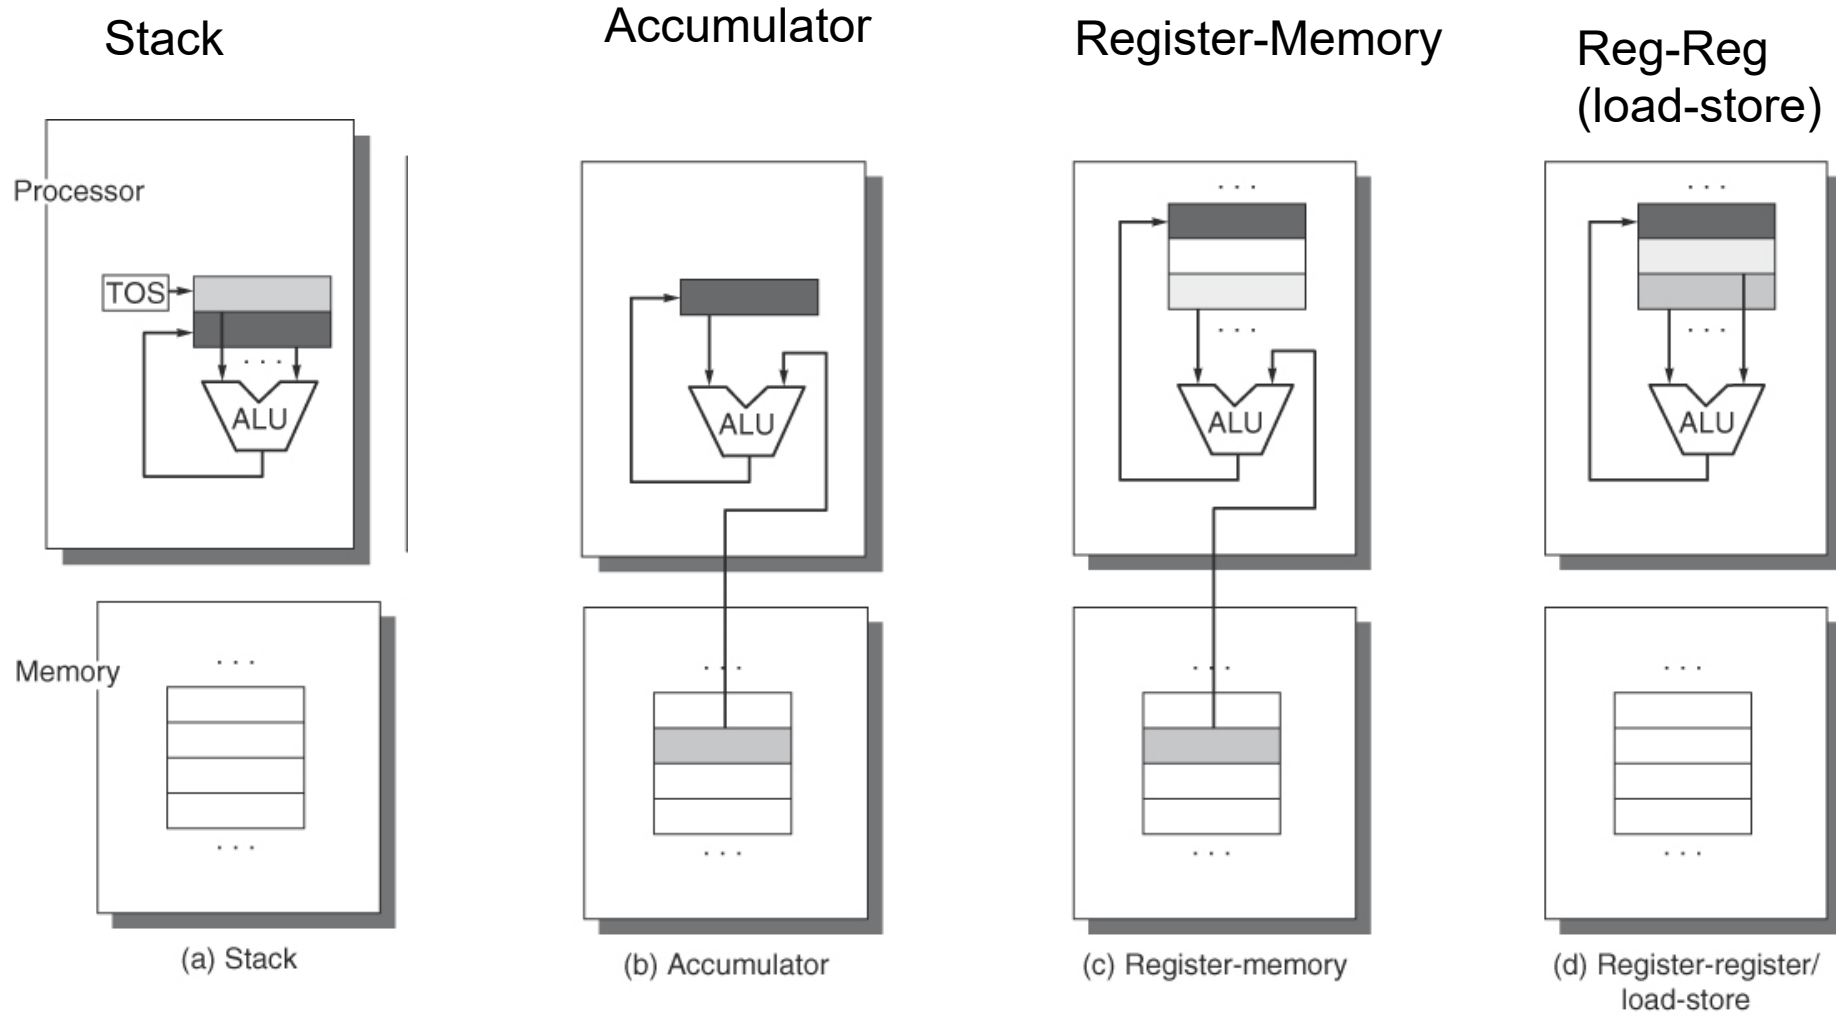 Stack
Accumulator
Register-Memory
Reg-Reg
(load-store)
Processor
TOS
ALU
ALU
ALU
ALU
Memory
. . .
. . .
. . .
. . .
. . .
. . .
. . .
. . .
. . .
. . .
. . .
. . .
. . .
(a) Stack
(b) Accumulator
(c) Register-memory
(d) Register-register/
load-store